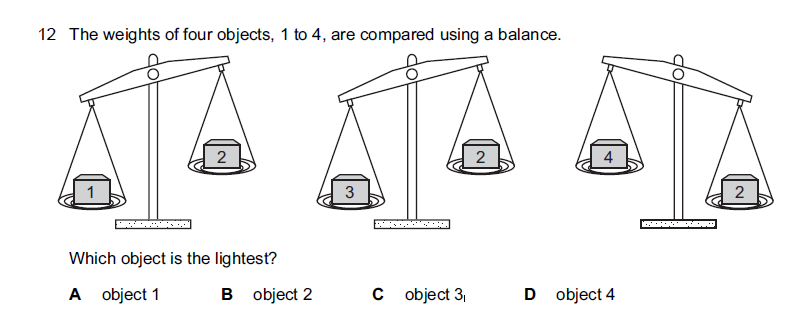 12 The weights of four objects, 1 to 4, are compared using a balance.
1 2 3 2 4 2
Which object is the lightest?
A object 1 B object 2 C object 3 D object 4